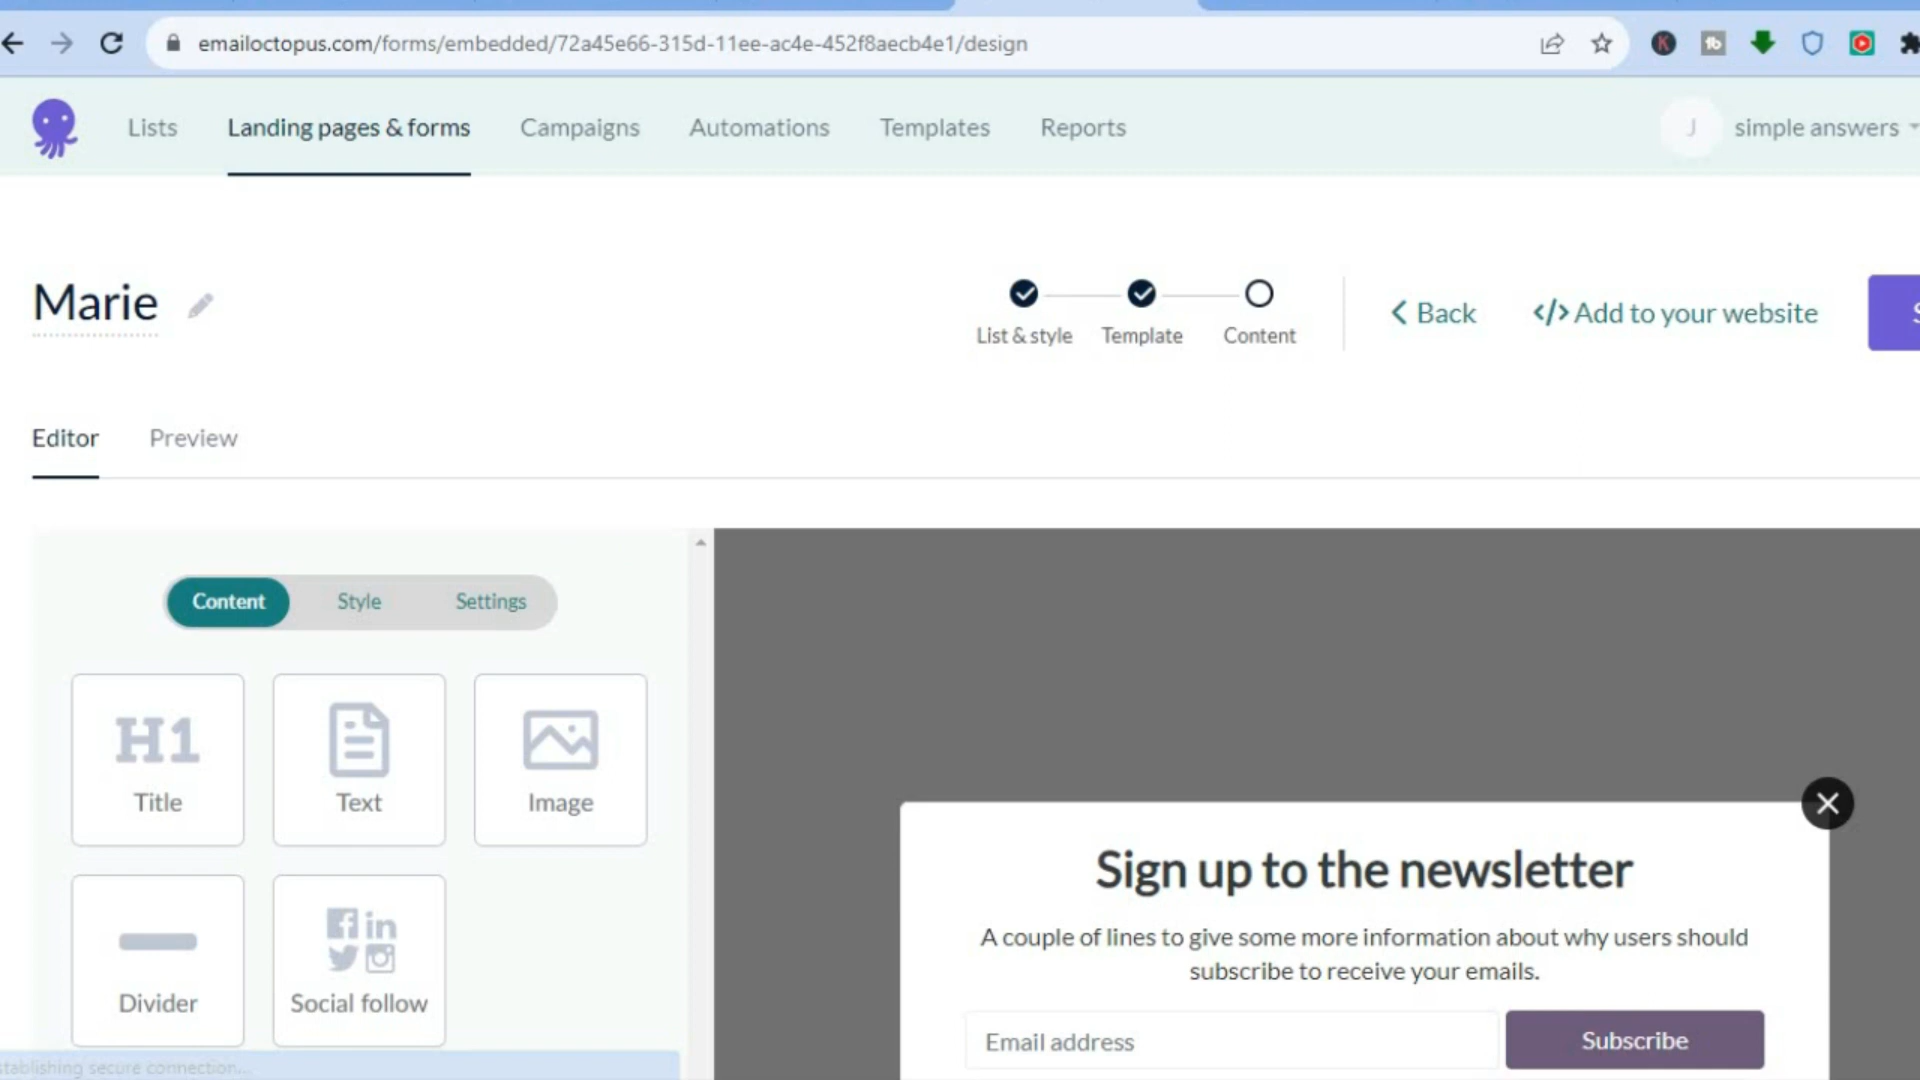 emailoctopus.com/forms/embedded/72a45e66-315d-11ee-ac4e-452f8aecb4e1/design
Lists Landing pages & forms Campaigns Automations Templates Reports J simple answers
Marie
List & style Template Content
Back </> Add to your website
Editor Preview
Content Style Settings
H1
Title Text Image
Divider Social follow
Sign up to the newsletter
A couple of lines to give some more information about why users should
subscribe to receive your emails.
Email address Subscribe
stablishing secure connection...